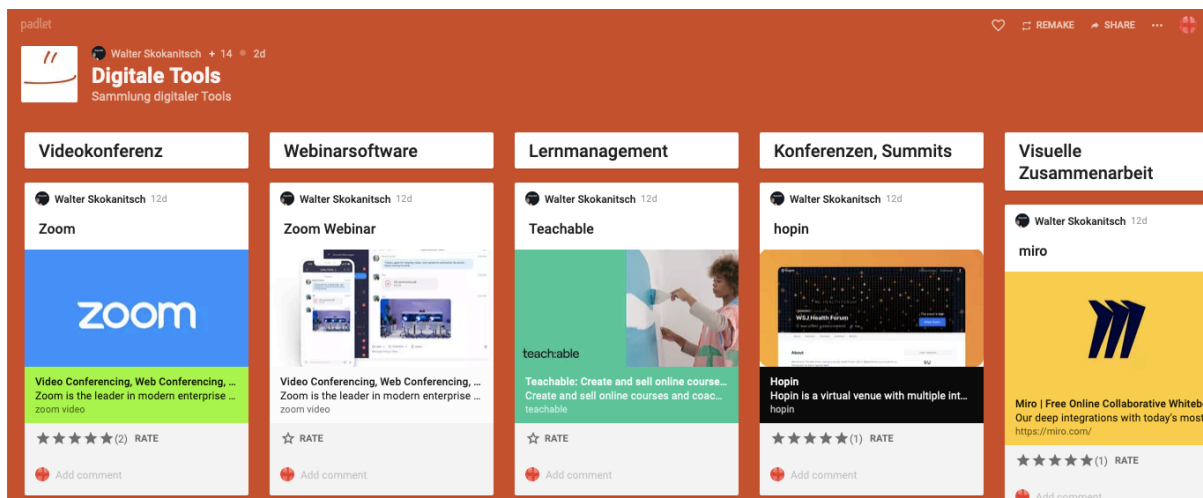 padlet
REMAKE
SHARE
Walter Skokanitsch + 14 2d
Digitale Tools
Sammlung digitaler Tools
Videokonferenz
Walter Skokanitsch 12d
Zoom
zoom
Video Conferencing, Web Conferencing, ...
Zoom is the leader in modern enterprise ...
zoom video
(2) RATE
Add comment
Webinarsoftware
Walter Skokanitsch 12d
Zoom Webinar
Video Conferencing, Web Conferencing, ...
Zoom is the leader in modern enterprise ...
zoom video
RATE
Add comment
Lernmanagement
Walter Skokanitsch 12d
Teachable
teach:able
Teachable: Create and sell online course...
Create and sell online courses and coac...
teachable
RATE
Add comment
Konferenzen, Summits
Walter Skokanitsch 12d
hopin
WSJ Health Forum
About
WSJ
Hopin
Hopin is a virtual venue with multiple int...
hopin
(1) RATE
Add comment
Visuelle
Zusammenarbeit
Walter Skokanitsch 12d
miro
Miro | Free Online Collaborative Whiteb
Our deep integrations with today's most
https://miro.com/
(1) RATE
Add comment